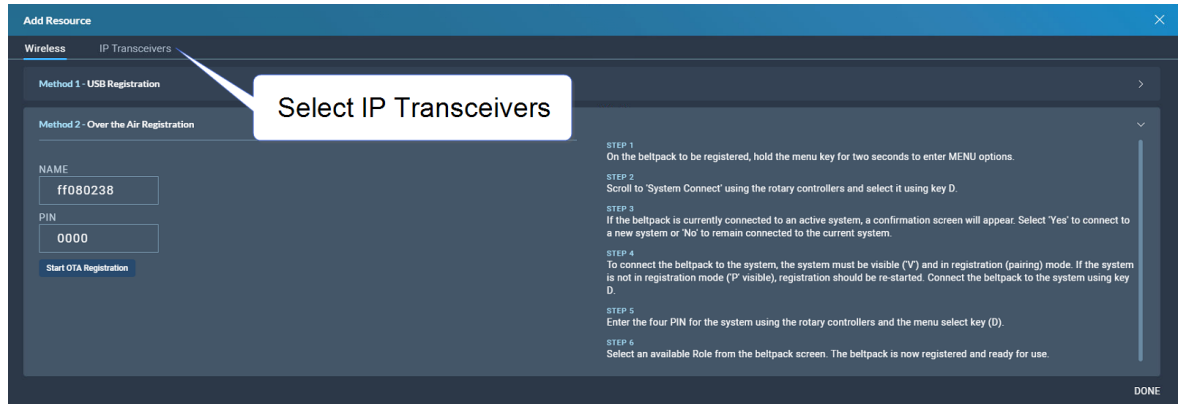 Add Resource
Wireless
IP Transceivers
Method 1 - USB Registration
Select IP Transceivers
Method 2 - Over the Air Registration
NAME
ff080238
PIN
0000
Start OTA Registration
STEP 1
On the beltpack to be registered, hold the menu key for two seconds to enter MENU options.
STEP 2
Scroll to 'System Connect' using the rotary controllers and select it using key D.
STEP 3
If the beltpack is currently connected to an active system, a confirmation screen will appear. Select 'Yes' to connect to
a new system or 'No' to remain connected to the current system.
STEP 4
To connect the beltpack to the system, the system must be visible ('V') and in registration (pairing) mode. If the system
is not in registration mode ('P' visible), registration should be re-started. Connect the beltpack to the system using key
D.
STEP 5
Enter the four PIN for the system using the rotary controllers and the menu select key (D).
STEP 6
Select an available Role from the beltpack screen. The beltpack is now registered and ready for use.
DONE